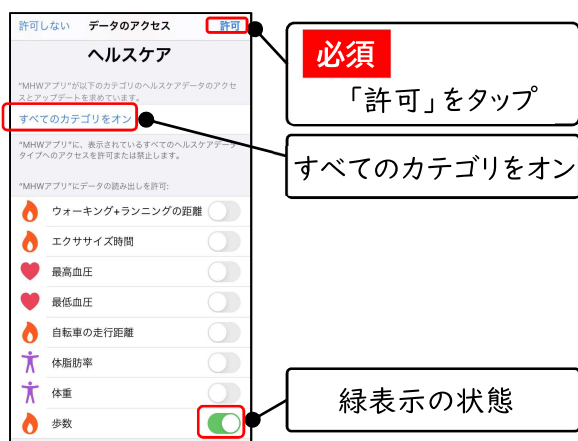 許可しない データのアクセス 許可
ヘルスケア
"MHWアプリ"が以下のカテゴリのヘルスケアデータのアクセ
スとアップデートを求めています。
すべてのカテゴリをオン
"MHWアプリ"に、表示されているすべてのヘルスケアデータ
タイプへのアクセスを許可または禁止します。
"MHWアプリ"にデータの読み出しを許可:
ウォーキング+ランニングの距離
エクササイズ時間
最高血圧
最低血圧
自転車の走行距離
体脂肪率
体重
歩数
必須
「許可」をタップ
すべてのカテゴリをオン
緑表示の状態